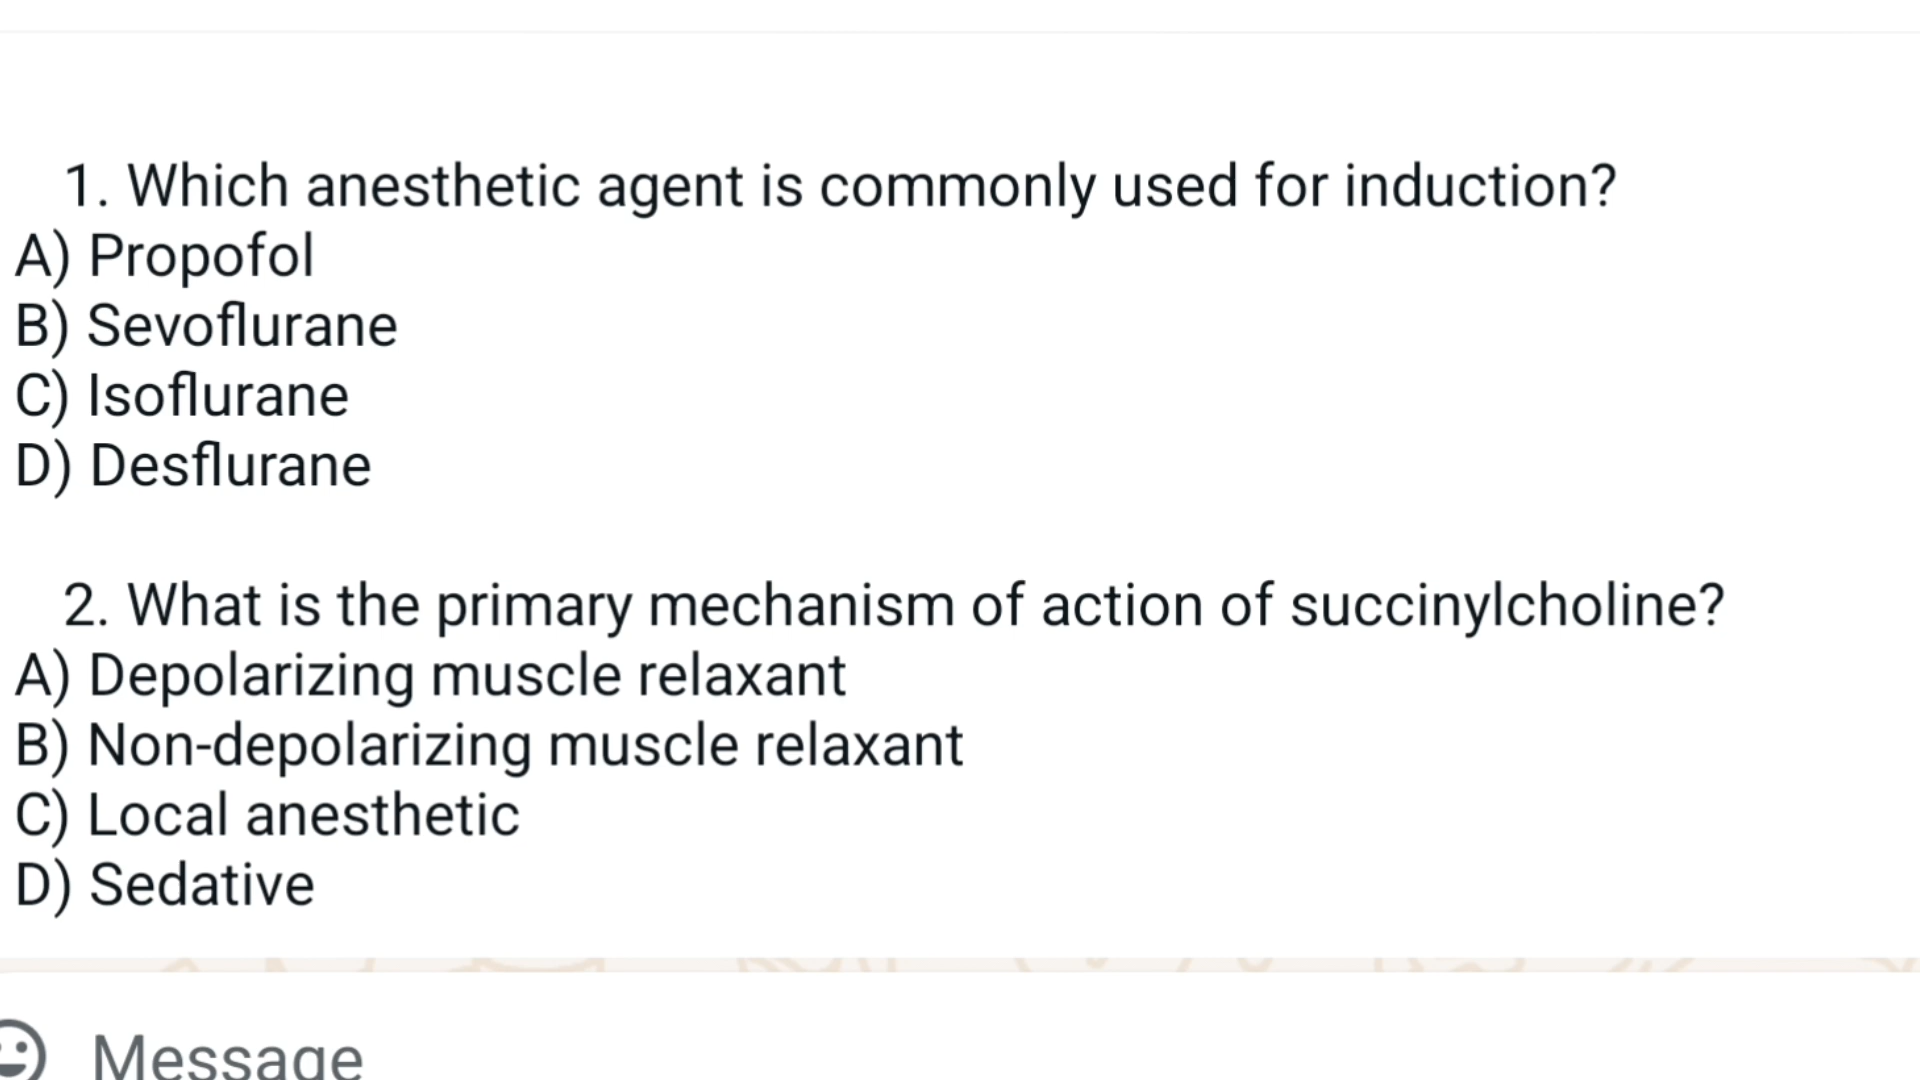 1. Which anesthetic agent is commonly used for induction?
A) Propofol
B) Sevoflurane
C) Isoflurane
D) Desflurane
2. What is the primary mechanism of action of succinylcholine?
A) Depolarizing muscle relaxant
B) Non-depolarizing muscle relaxant
C) Local anesthetic
D) Sedative
Message